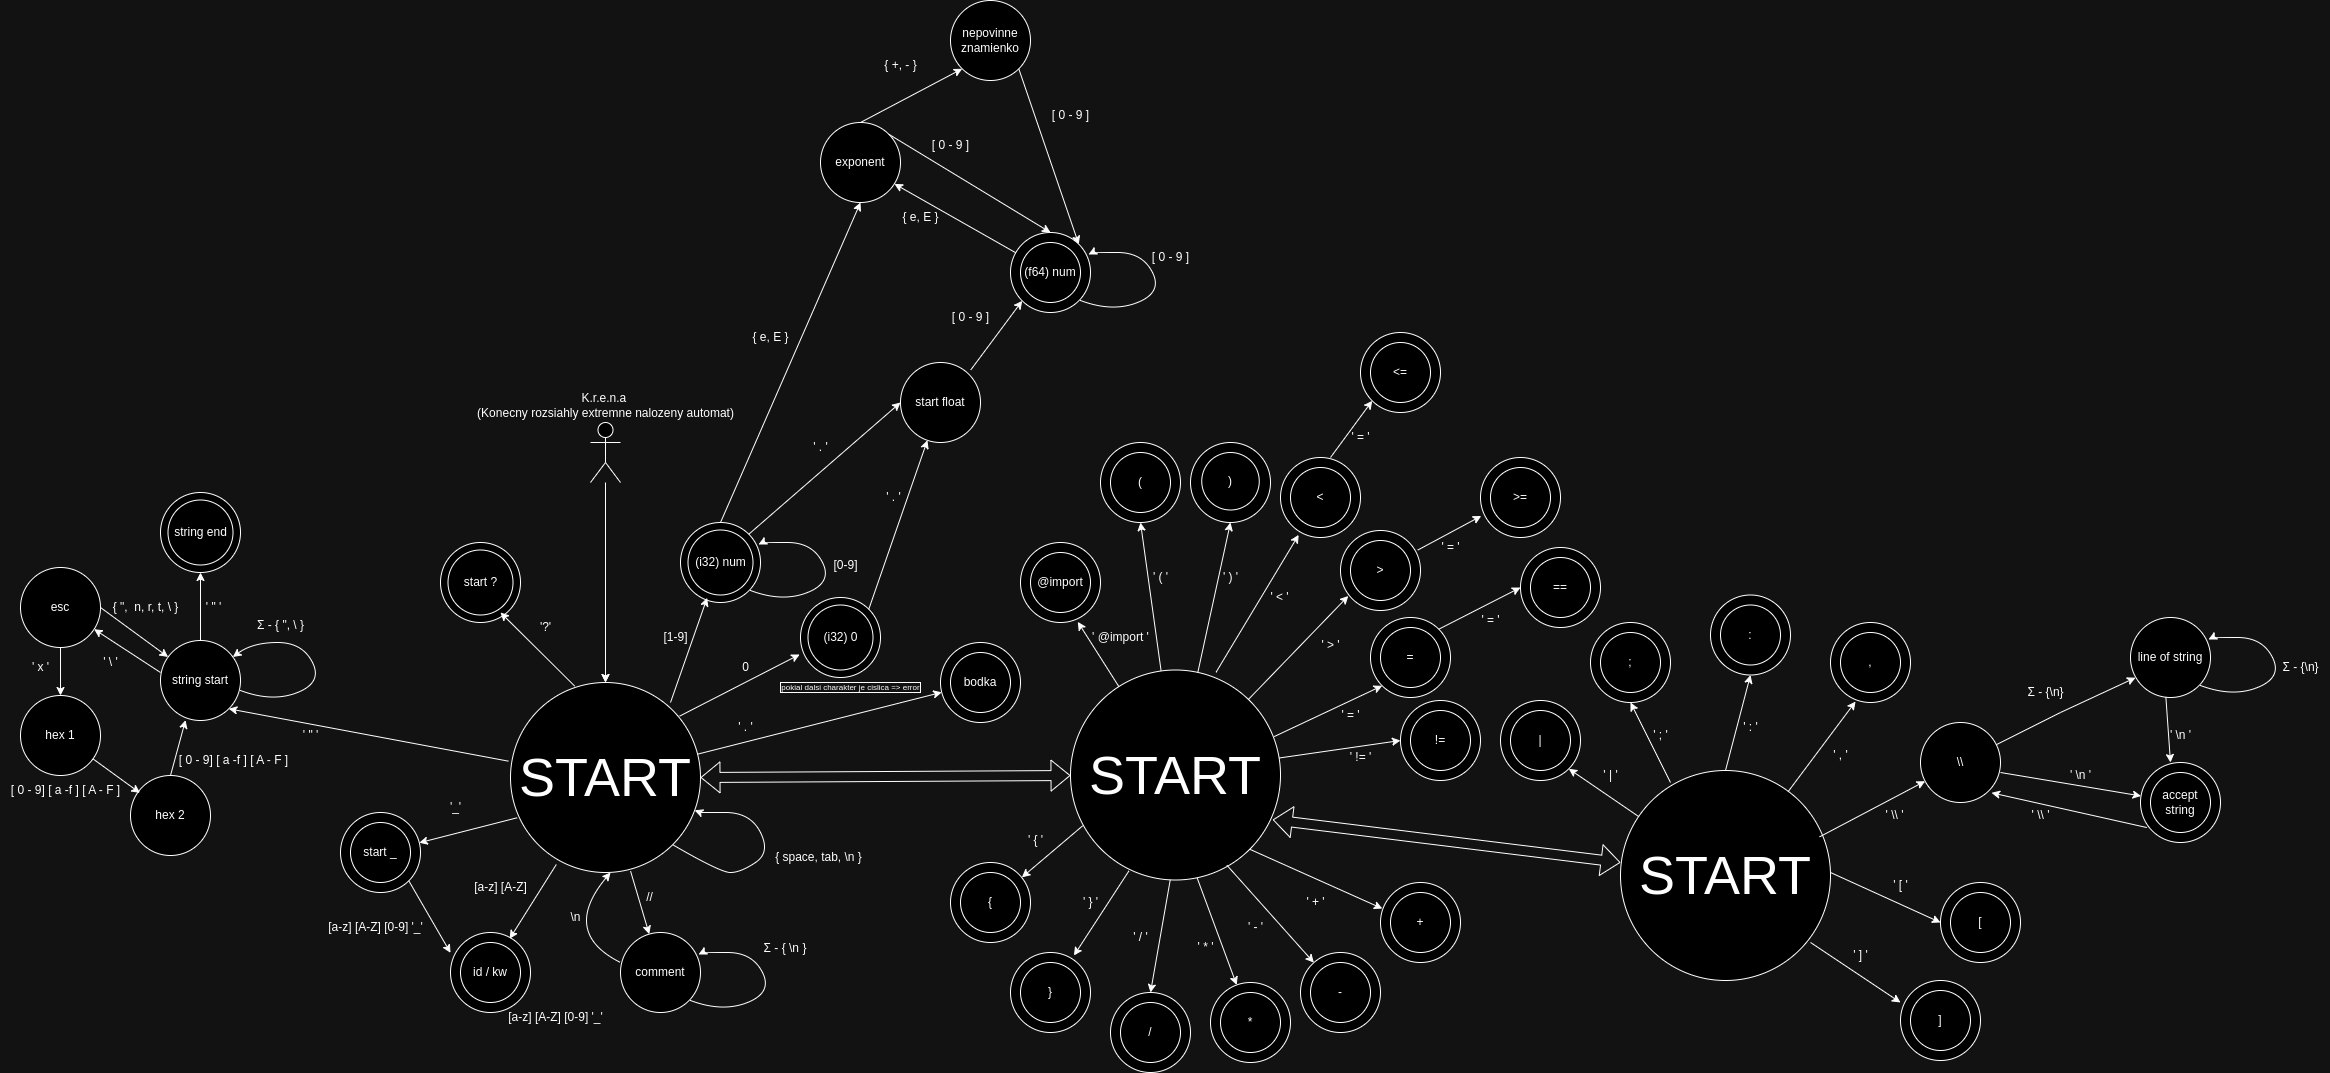 nepovinne
znamienko
{ +, - }
[ 0 - 9 ]
[ 0 - 9 ]
exponent
{ e, E }
(f64) num
[ 0 - 9 ]
[ 0 - 9 ]
{ e, E }
start float
' . '
' . '
K.r.e.n.a
(Konecny rozsiahly extremne nalozeny automat)
<=
' = '
(
)
<
>=
' = '
>
string end
start ?
(i32) num
[0-9]
@import
' ( '
' ) '
' < '
==
' = '
esc
{ ", n, r, t, \ }
' " '
Σ - { ", \ }
'?'
[1-9]
(i32) 0
' @import '
' > '
=
;
:
,
line of string
Σ - {\n}
' x '
' \ '
string start
0
pokial dalsi charakter je cislica => error
bodka
Σ - {\n}
hex 1
' " '
'.'
' = '
!=
|
' ; '
' : '
' , '
' \n '
[ 0 - 9] [ a -f ] [ A - F ]
START
START
' != '
' | '
\\
' \n '
accept
string
[ 0 - 9] [ a -f ] [ A - F ]
hex 2
'_'
' \\ '
' \\ '
start _
{ space, tab, \n }
' { '
START
[a-z] [A-Z]
//
{
' } '
' + '
+
' [ '
[
[a-z] [A-Z] [0-9] '_'
\n
' / '
' * '
' - '
id / kw
comment
Σ - { \n }
}
-
' ] '
[a-z] [A-Z] [0-9] '_'
/
*
]